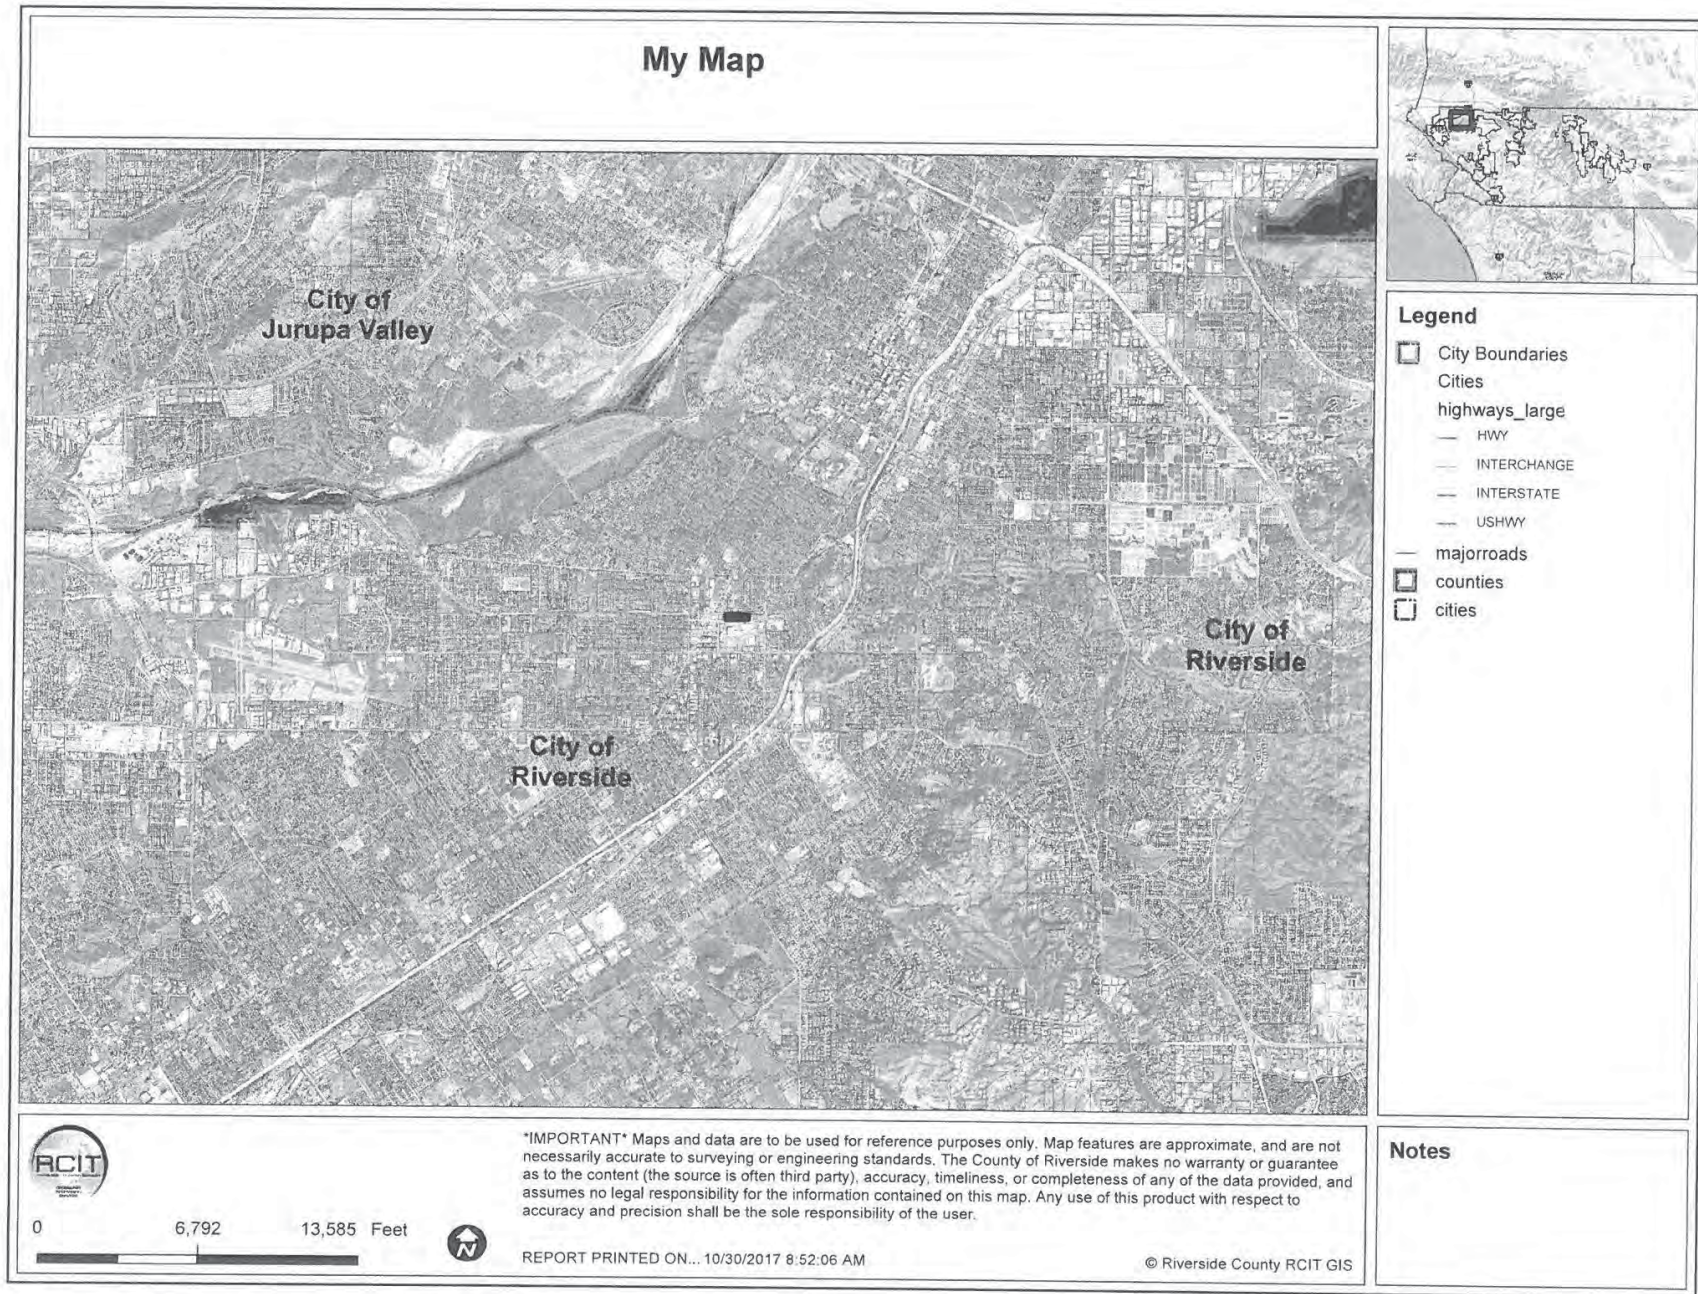 My Map
City of
Jurupa Valley
City of
Riverside
City of
Riverside
Legend
City Boundaries
Cities
highways_large
HWY
INTERCHANGE
INTERSTATE
USHWY
majorroads
counties
cities
RCIT
0 6,792 13,585 Feet
N
*IMPORTANT* Maps and data are to be used for reference purposes only. Map features are approximate, and are not
necessarily accurate to surveying or engineering standards. The County of Riverside makes no warranty or guarantee
as to the content (the source is often third party), accuracy, timeliness, or completeness of any of the data provided, and
assumes no legal responsibility for the information contained on this map. Any use of this product with respect to
accuracy and precision shall be the sole responsibility of the user.
REPORT PRINTED ON... 10/30/2017 8:52:06 AM
© Riverside County RCIT GIS
Notes